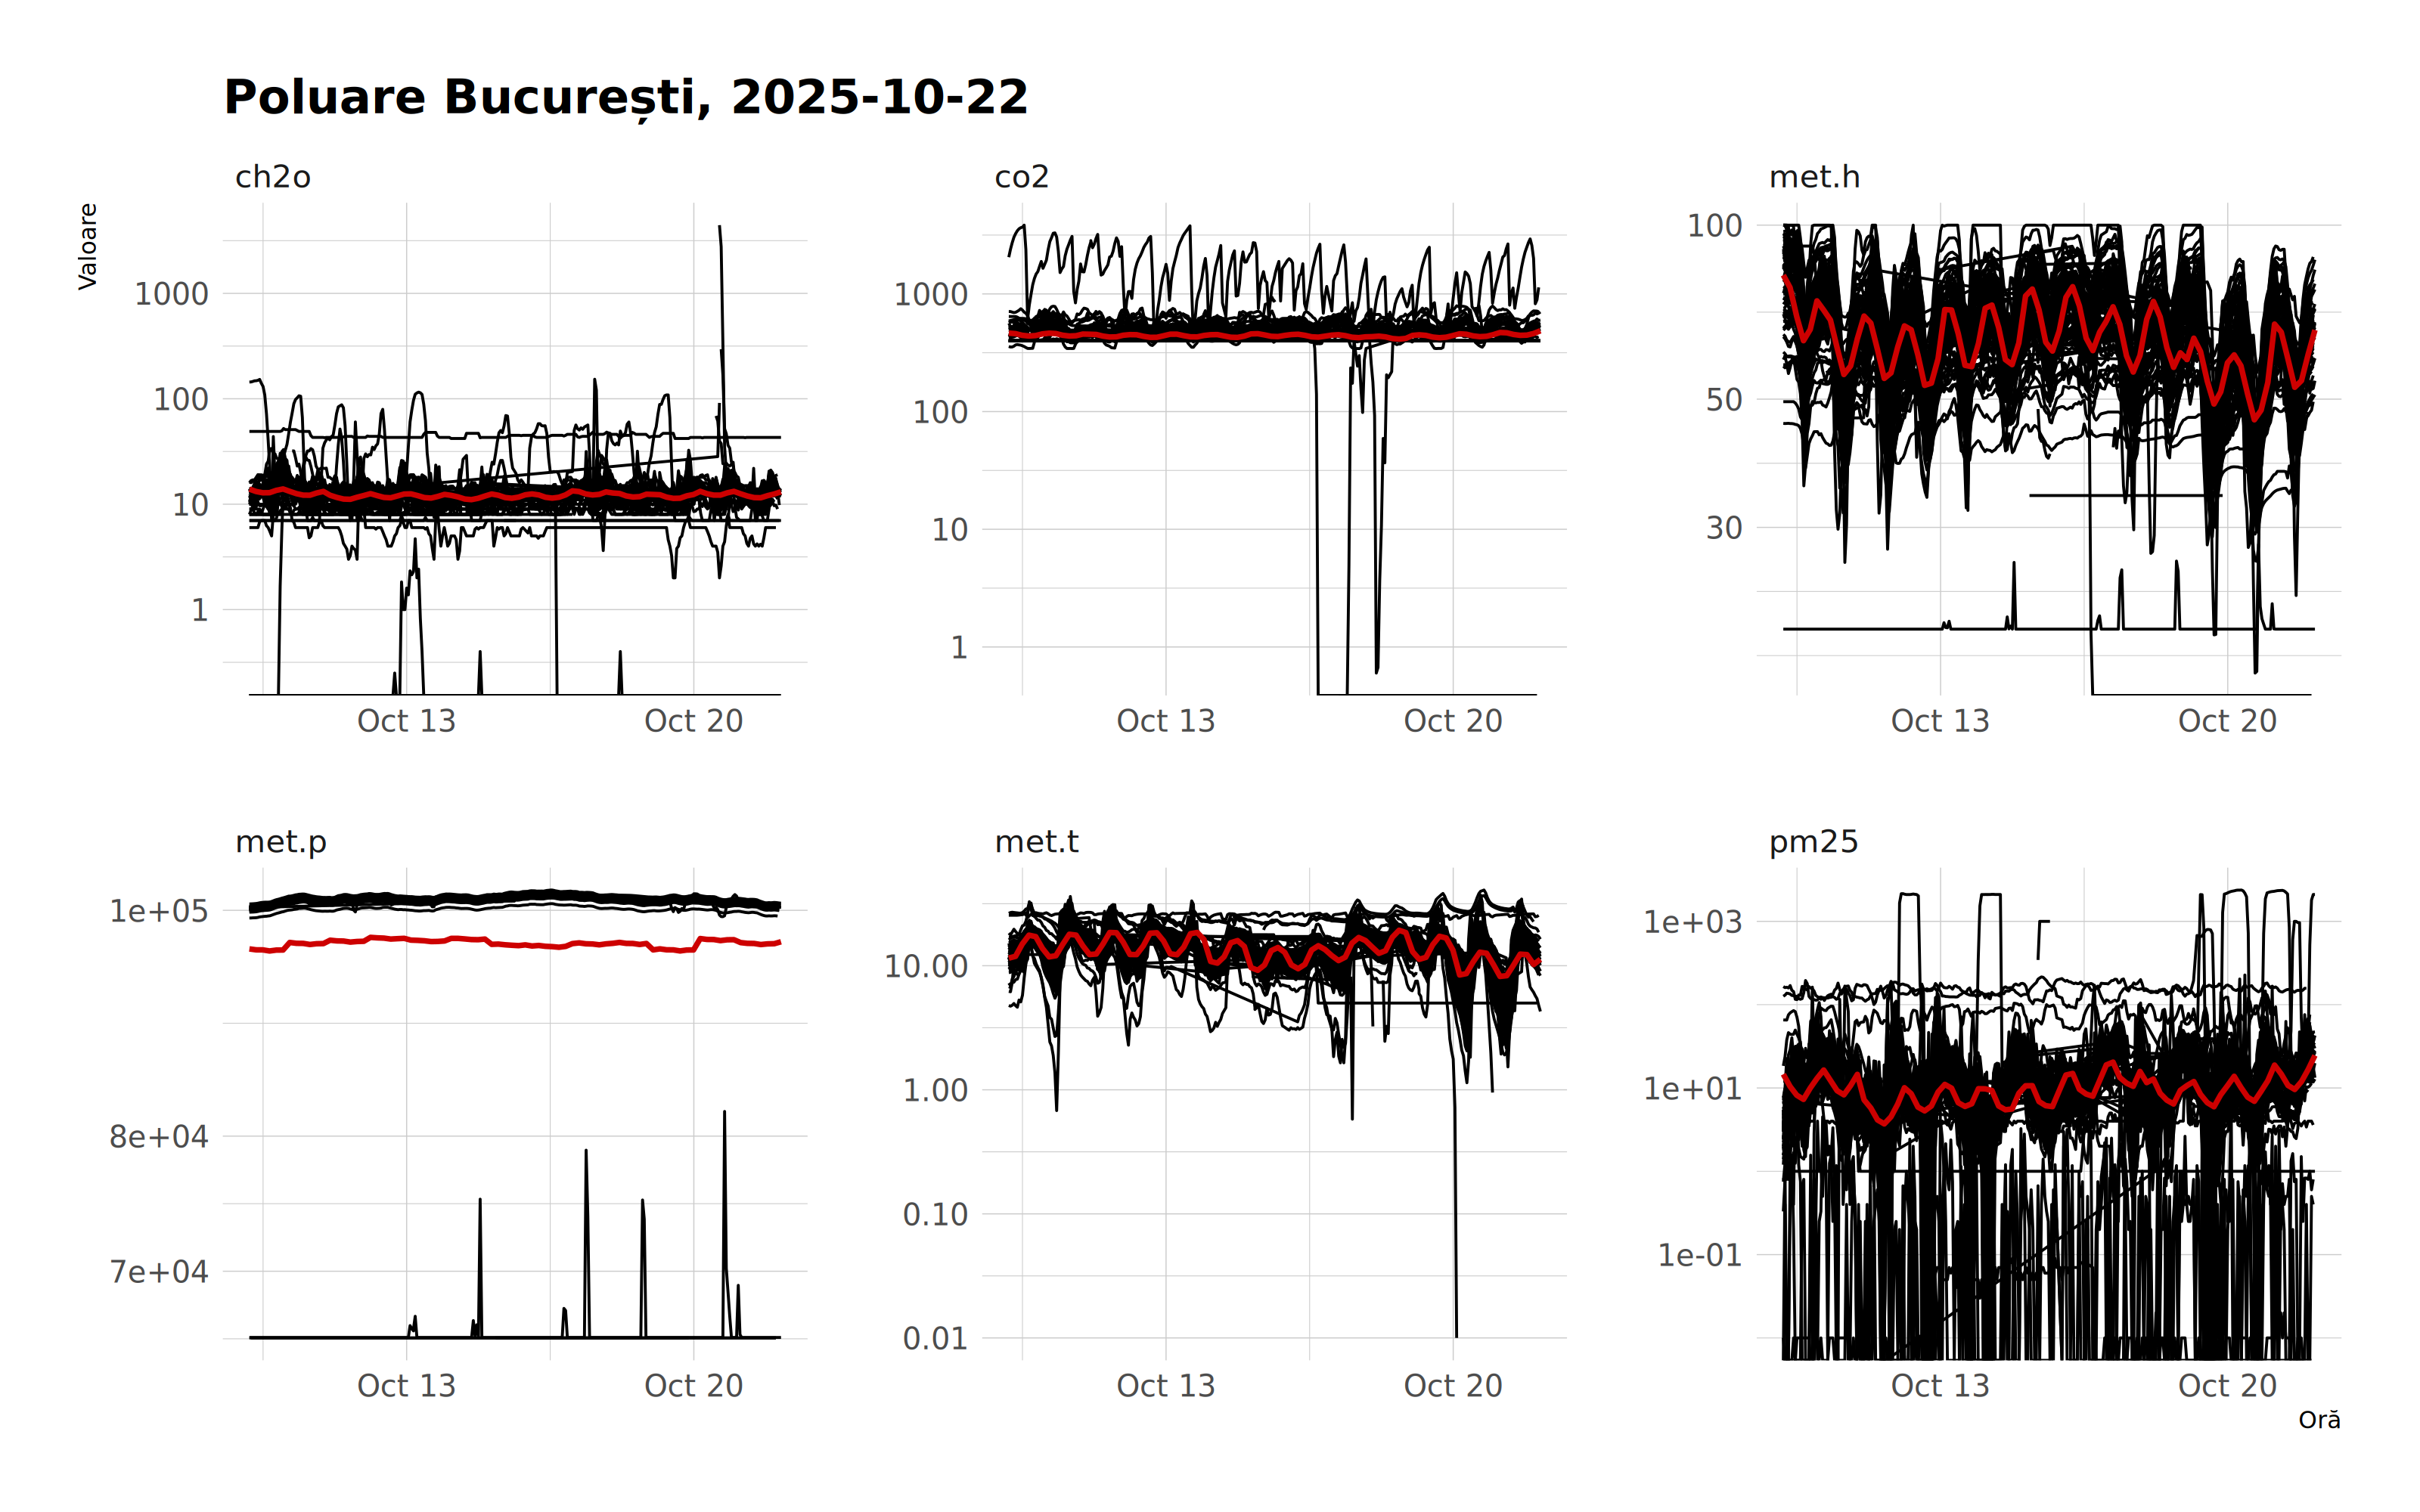 Poluare București, 2025-10-22
Valoare
ch2o
1000
100
10
1
Oct 13
Oct 20
co2
1000
100
10
1
Oct 13
Oct 20
met.h
100
50
30
Oct 13
Oct 20
met.p
1e+05
8e+04
7e+04
Oct 13
Oct 20
met.t
10.00
1.00
0.10
0.01
Oct 13
Oct 20
pm25
1e+03
1e+01
1e-01
Oct 13
Oct 20
Oră